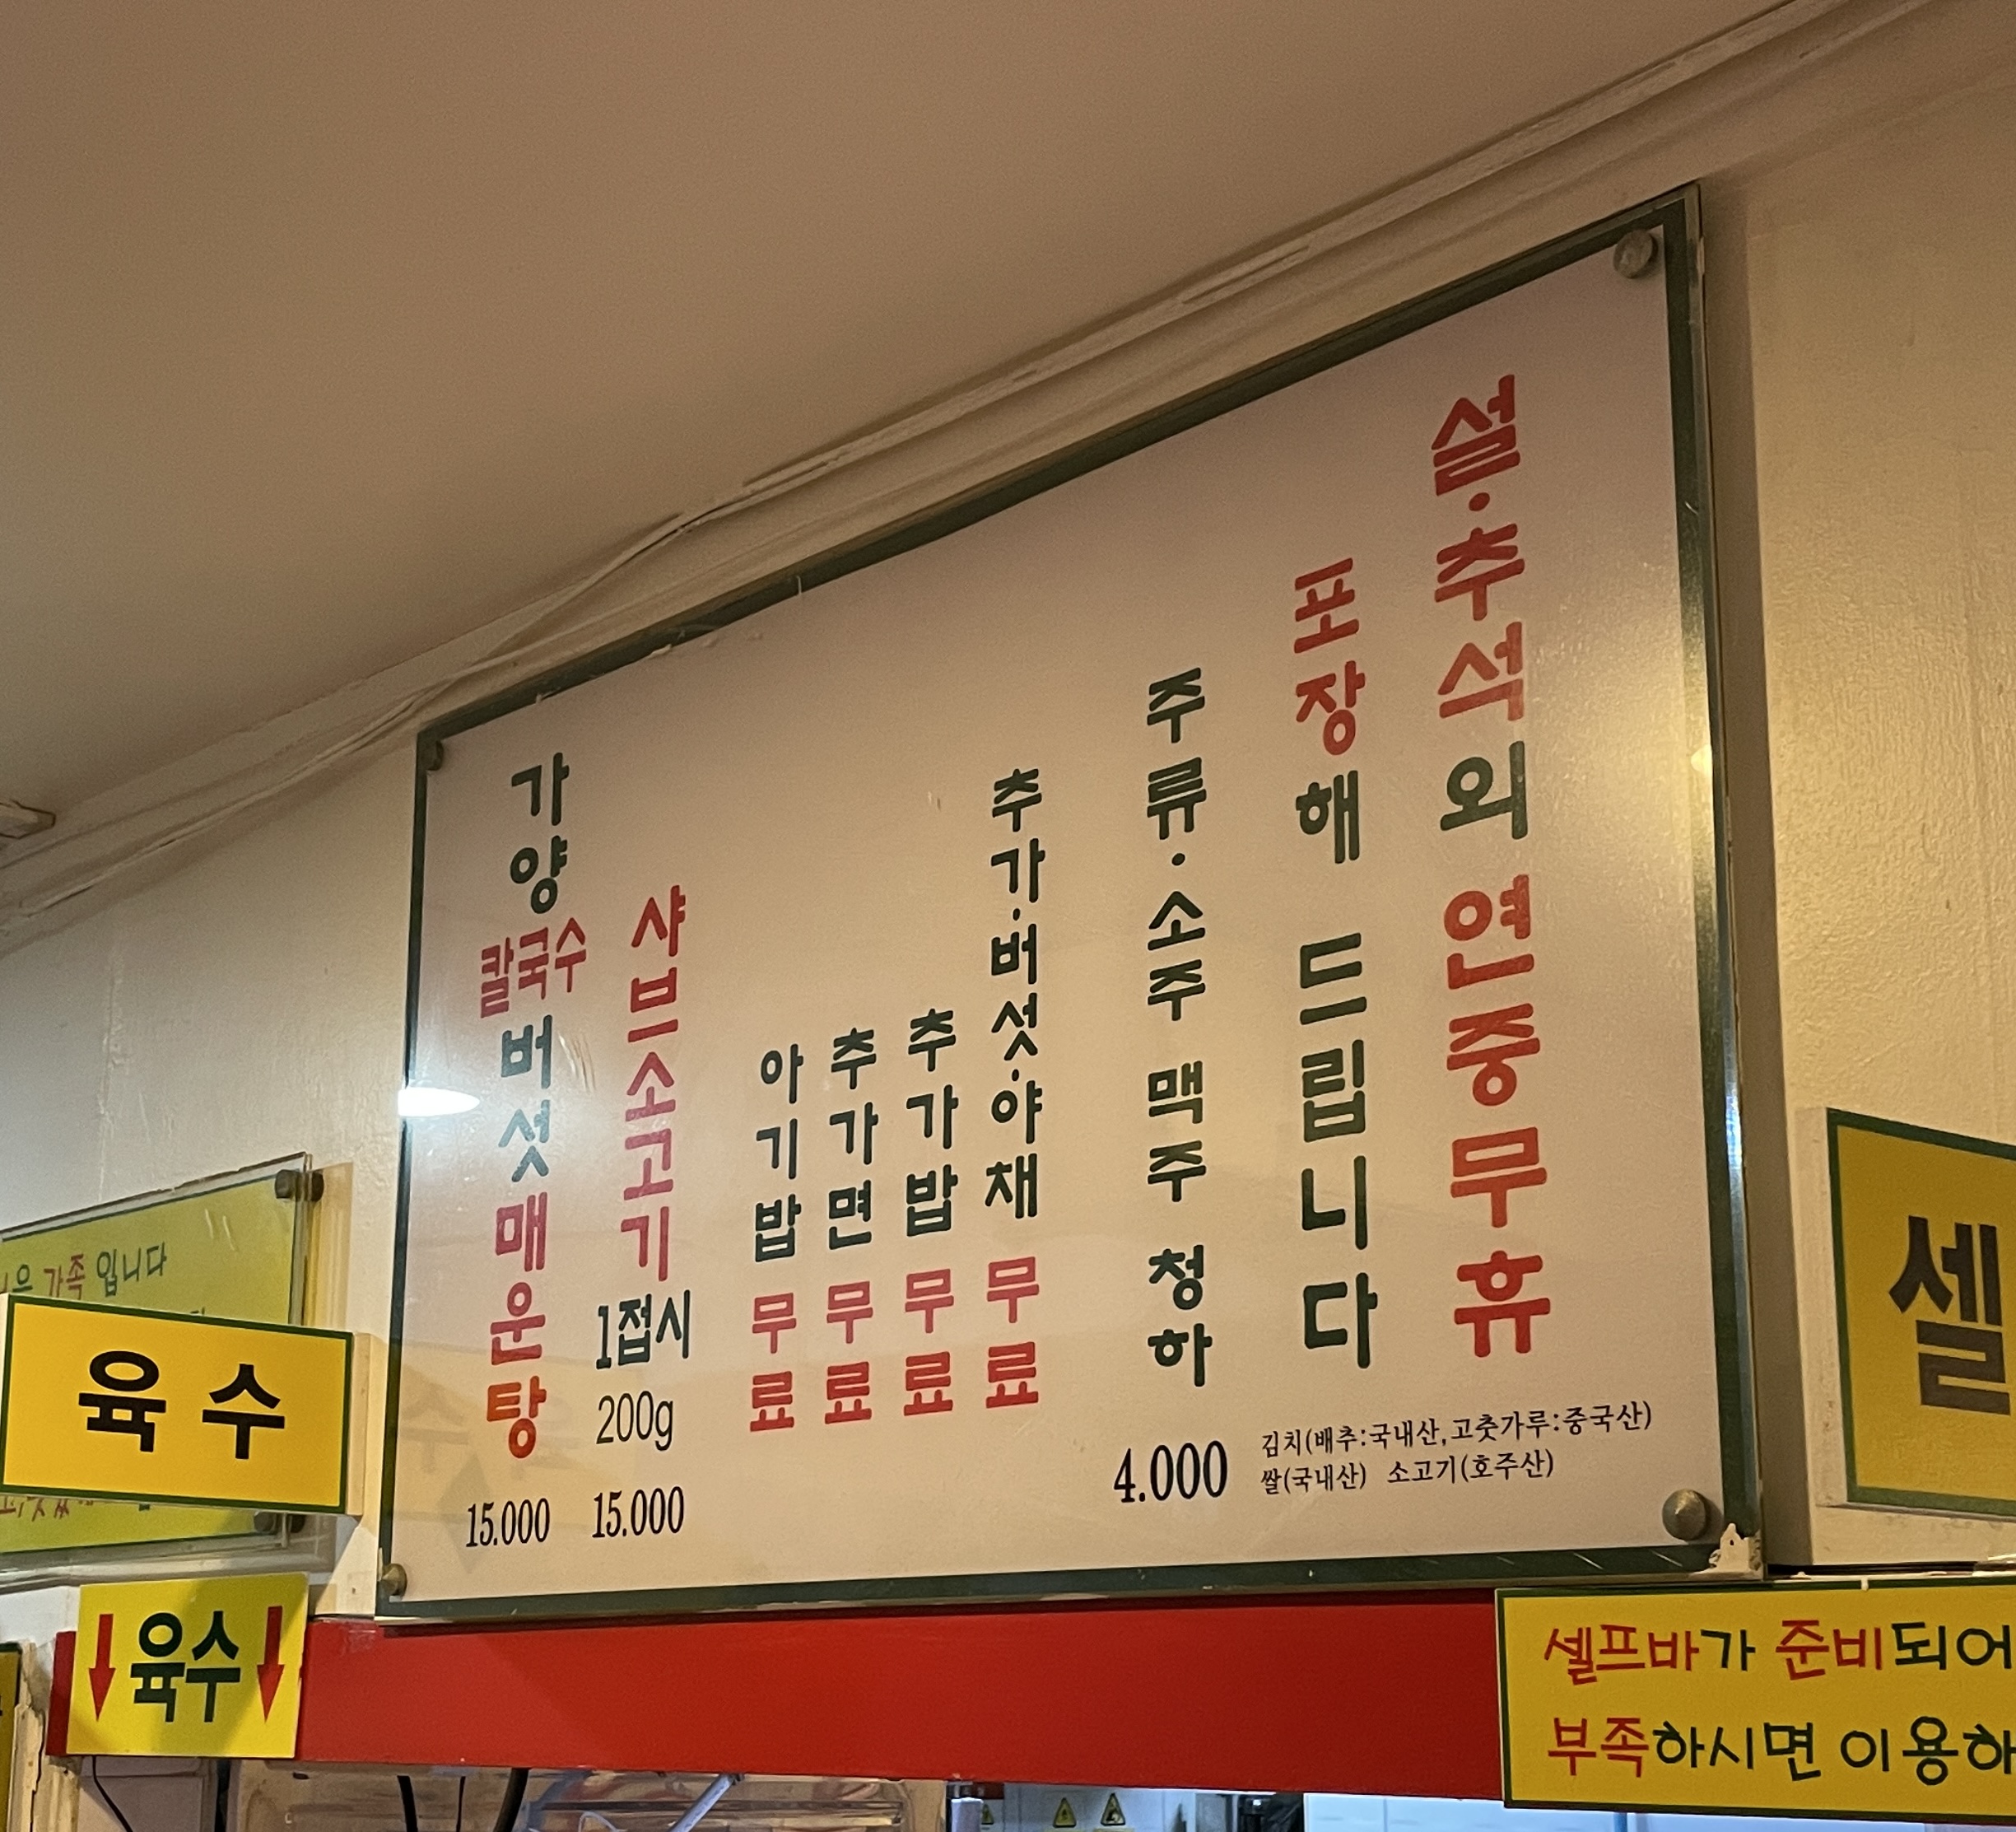 가양칼국수버섯매운탕
15.000
샤브소고기1접시
200g
15.000
아기밥 무료
추가면 무료
추가밥 무료
추가·버섯·야채 무료
주류·소주 맥주 청하
4.000
포장해 드립니다
설·추석외 연중무휴
김치(배추:국내산,고춧가루:중국산)
쌀(국내산) 소고기(호주산)
가족 입니다
육수
↓육수↓
셀
셀프바가 준비되어
부족하시면 이용하